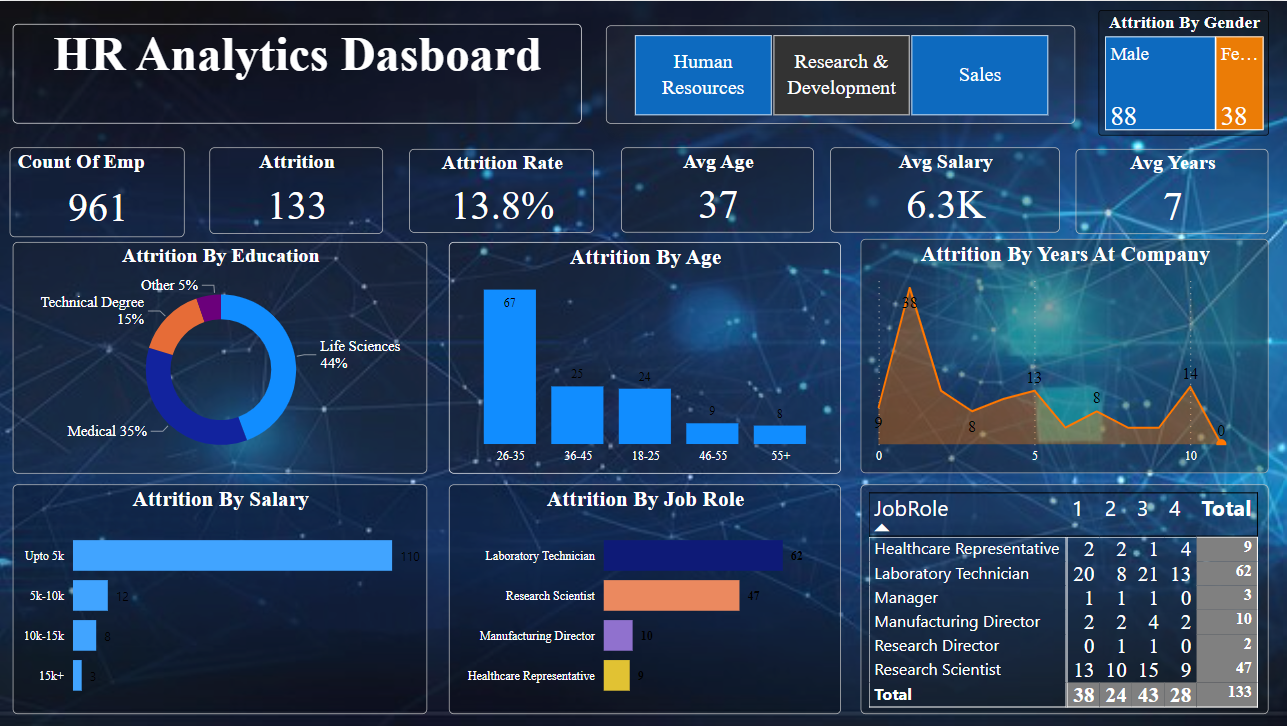 HR Analytics Dasboard
Human
Resources
Research &
Development
Sales
Attrition By Gender
Male
Fe...
88
38
Count Of Emp
961
Attrition
133
Attrition Rate
13.8%
Avg Age
37
Avg Salary
6.3K
Avg Years
7
Attrition By Education
Other 5%
Technical Degree
15%
Life Sciences
44%
Medical 35%
Attrition By Age
67
25
24
9
8
26-35
36-45
18-25
46-55
55+
Attrition By Years At Company
38
13
14
8
9
8
0
0
5
10
Attrition By Salary
Upto 5k
110
5k-10k
12
10k-15k
8
15k+
3
Attrition By Job Role
Laboratory Technician
62
Research Scientist
47
Manufacturing Director
10
Healthcare Representative
9
JobRole 1 2 3 4 Total
Healthcare Representative 2 2 1 4 9
Laboratory Technician 20 8 21 13 62
Manager 1 1 1 0 3
Manufacturing Director 2 2 4 2 10
Research Director 0 1 1 0 2
Research Scientist 13 10 15 9 47
Total 38 24 43 28 133